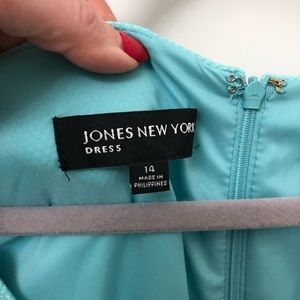 JONES NEW YORK
DRESS
14
MADE IN
PHILIPPINES